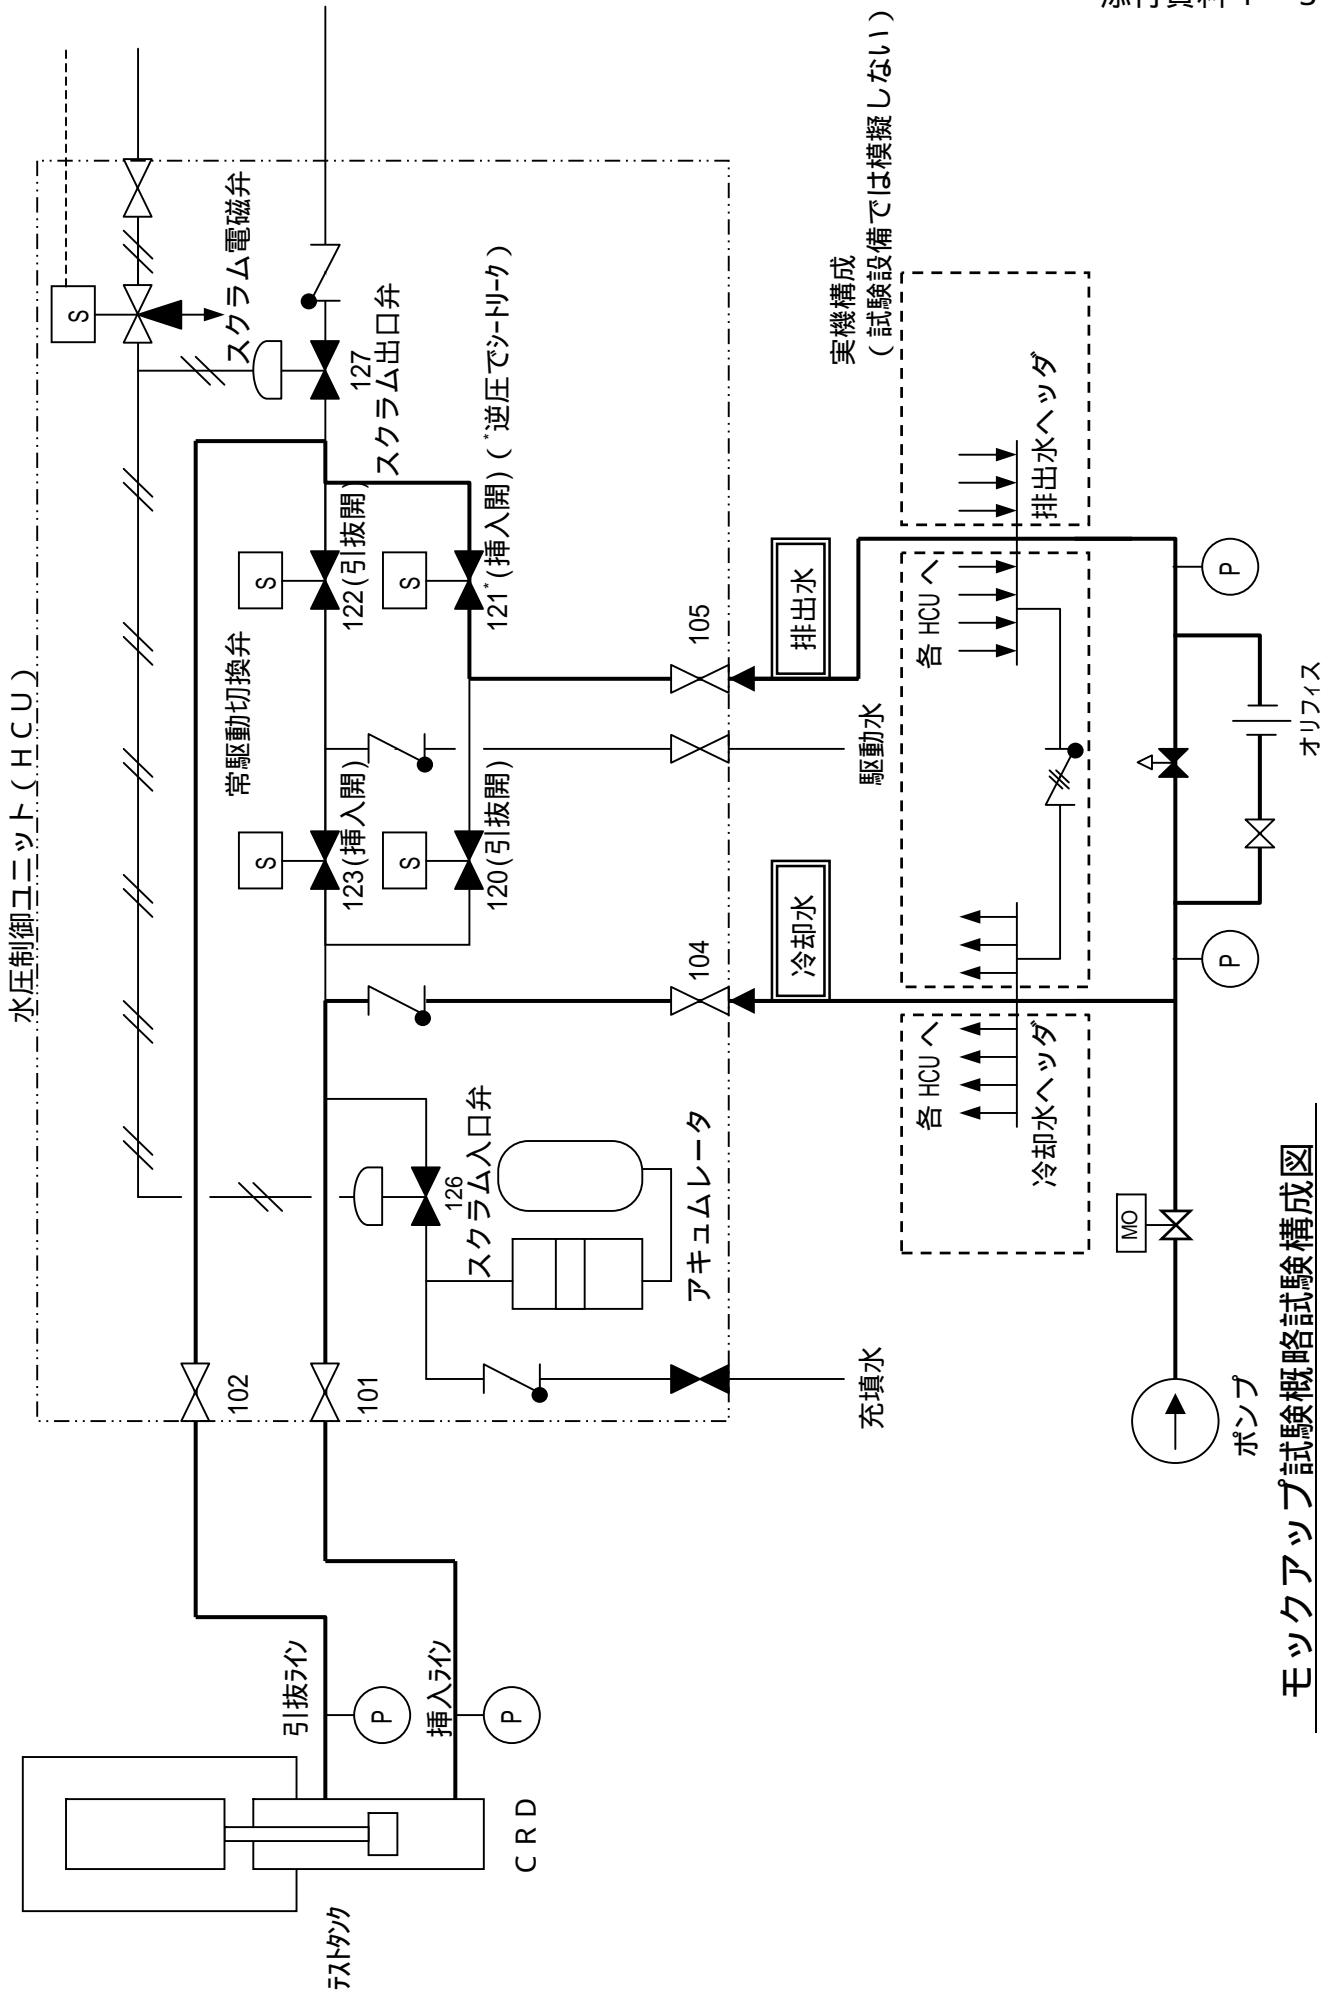 水圧制御ユニット（ＨＣＵ）
S
スクラム電磁弁
127
スクラム出口弁
常駆動切換弁
S
122(引抜開)
S
121*(挿入開)(*逆圧でｼｰﾄﾘｰｸ)
S
123(挿入開)
S
120(引抜開)
105
104
102
101
126
スクラム入口弁
アキュムレータ
排出水
駆動水
冷却水
充填水
実機構成
（試験設備では模擬しない）
各 HCU へ
排出水ヘッダ
各 HCU へ
冷却水ヘッダ
P
P
オリフィス
MO
ポンプ
引抜ﾗｲﾝ
P
挿入ﾗｲﾝ
P
ＣＲＤ
ﾃｽﾄﾀﾝｸ
モックアップ試験概略試験構成図